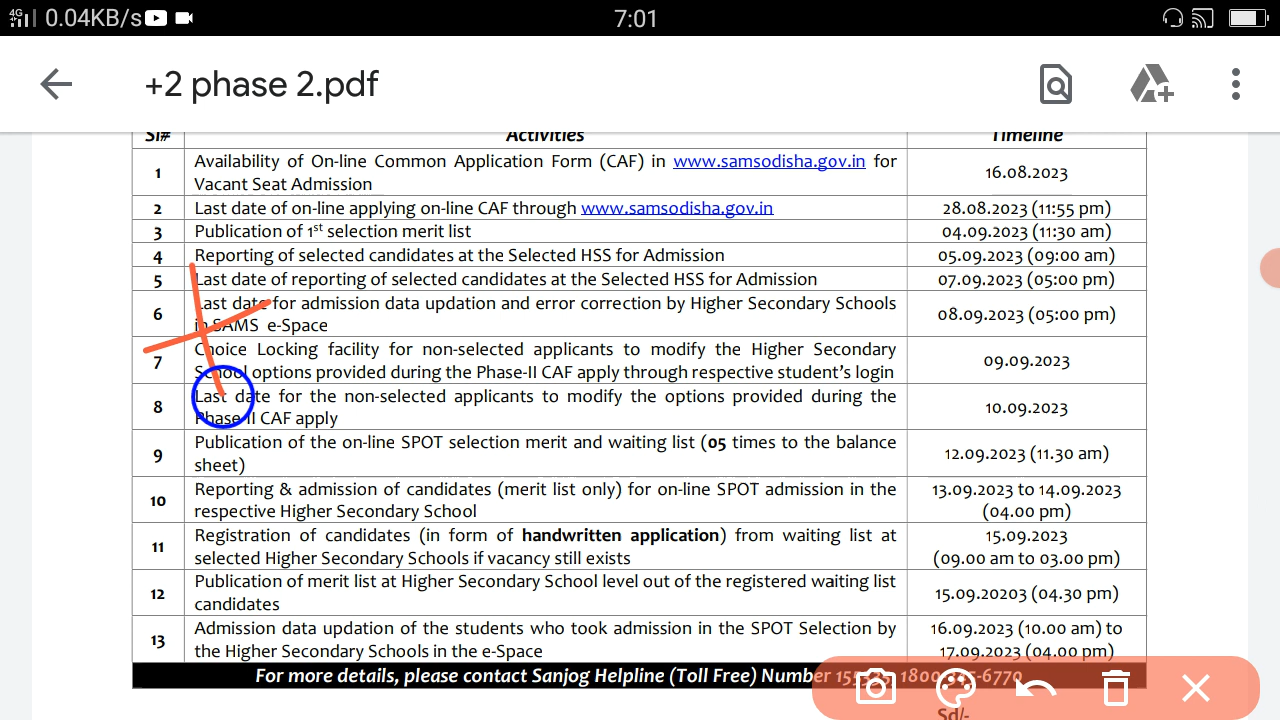 4G 0.04KB/s 7:01
+2 phase 2.pdf
Sl# Activities Timeline
1 Availability of On-line Common Application Form (CAF) in www.samsodisha.gov.in for 16.08.2023
Vacant Seat Admission
2 Last date of on-line applying on-line CAF through www.samsodisha.gov.in 28.08.2023 (11:55 pm)
3 Publication of 1st selection merit list 04.09.2023 (11:30 am)
4 Reporting of selected candidates at the Selected HSS for Admission 05.09.2023 (09:00 am)
5 Last date of reporting of selected candidates at the Selected HSS for Admission 07.09.2023 (05:00 pm)
6 Last date for admission data updation and error correction by Higher Secondary Schools 08.09.2023 (05:00 pm)
in SAMS e-Space
7 Choice Locking facility for non-selected applicants to modify the Higher Secondary 09.09.2023
School options provided during the Phase-II CAF apply through respective student's login
8 Last date for the non-selected applicants to modify the options provided during the 10.09.2023
Phase-II CAF apply
9 Publication of the on-line SPOT selection merit and waiting list (05 times to the balance 12.09.2023 (11.30 am)
sheet)
10 Reporting & admission of candidates (merit list only) for on-line SPOT admission in the 13.09.2023 to 14.09.2023
respective Higher Secondary School (04.00 pm)
11 Registration of candidates (in form of handwritten application) from waiting list at 15.09.2023
selected Higher Secondary Schools if vacancy still exists (09.00 am to 03.00 pm)
12 Publication of merit list at Higher Secondary School level out of the registered waiting list 15.09.20203 (04.30 pm)
candidates
13 Admission data updation of the students who took admission in the SPOT Selection by 16.09.2023 (10.00 am) to
the Higher Secondary Schools in the e-Space 17.09.2023 (04.00 pm)
For more details, please contact Sanjog Helpline (Toll Free) Number
Sd/-